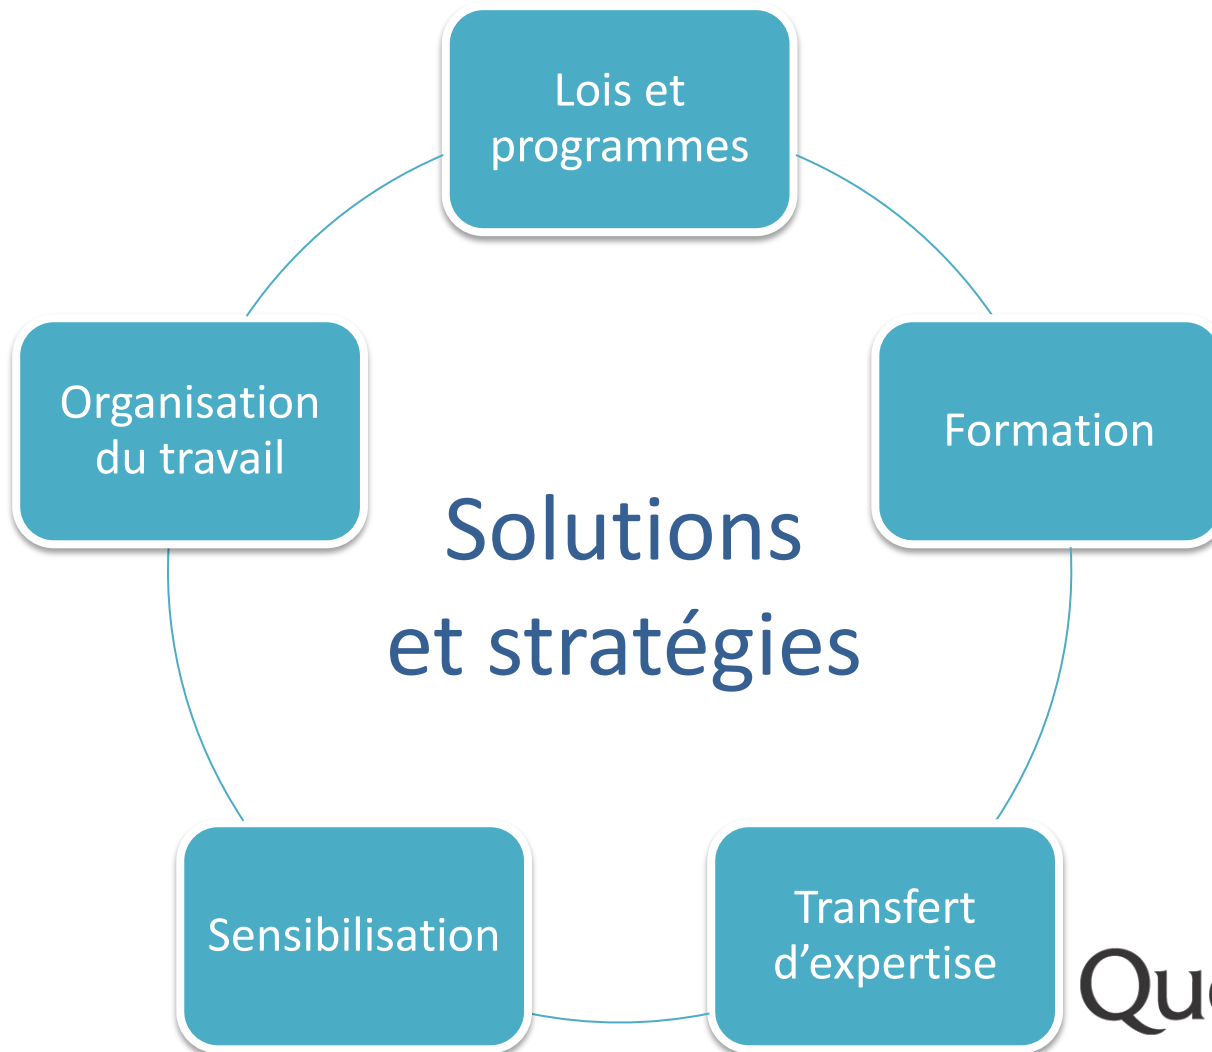 Lois et
programmes
Organisation
du travail
Formation
Solutions
et stratégies
Sensibilisation
Transfert
d’expertise